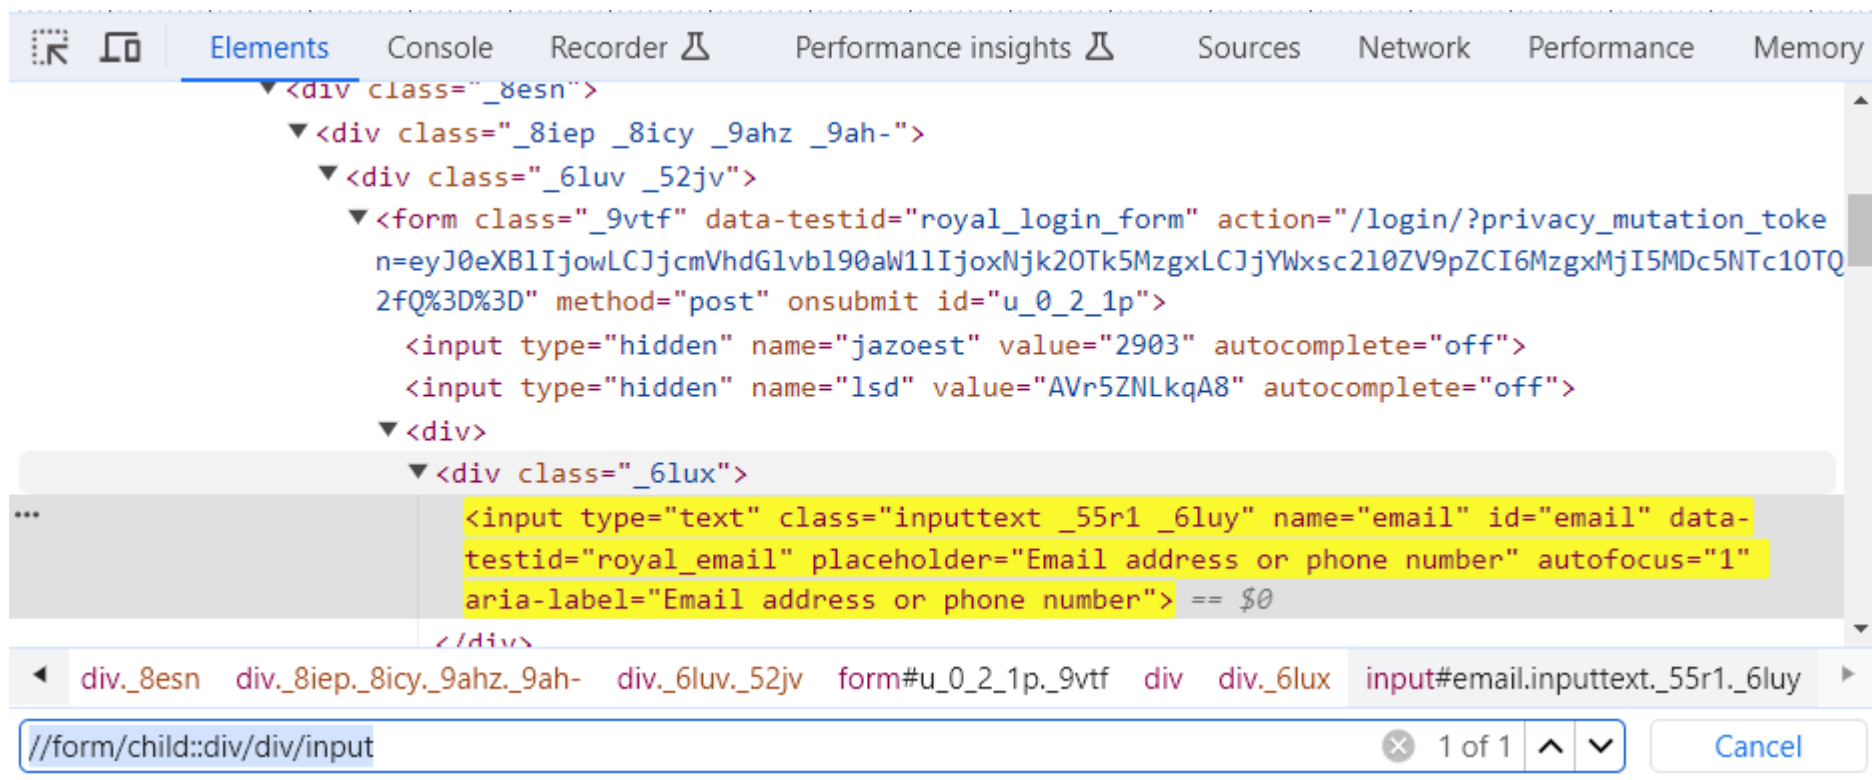 Elements Console Recorder Performance insights Sources Network Performance Memory
<div class="_8esn">
<div class="_8iep _8icy _9ahz _9ah-">
<div class="_6luv _52jv">
<form class="_9vtf" data-testid="royal_login_form" action="/login/?privacy_mutation_toke
n=eyJ0eXBlIjowLCJjcmVhdGlvbl90aW1lIjoxNjk2OTk5MzgxLCJjYWxsc2l0ZV9pZCI6MzgxMjI5MDc5NTc1OTQ
2fQ%3D%3D" method="post" onsubmit id="u_0_2_1p">
<input type="hidden" name="jazoest" value="2903" autocomplete="off">
<input type="hidden" name="lsd" value="AVr5ZNLkqA8" autocomplete="off">
<div>
<div class="_6lux">
<input type="text" class="inputtext _55r1 _6luy" name="email" id="email" data-
testid="royal_email" placeholder="Email address or phone number" autofocus="1"
aria-label="Email address or phone number"> == $0
</div>
div._8esn div._8iep._8icy._9ahz._9ah- div._6luv._52jv form#u_0_2_1p._9vtf div div._6lux input#email.inputtext._55r1._6luy
//form/child::div/div/input 1 of 1 Cancel